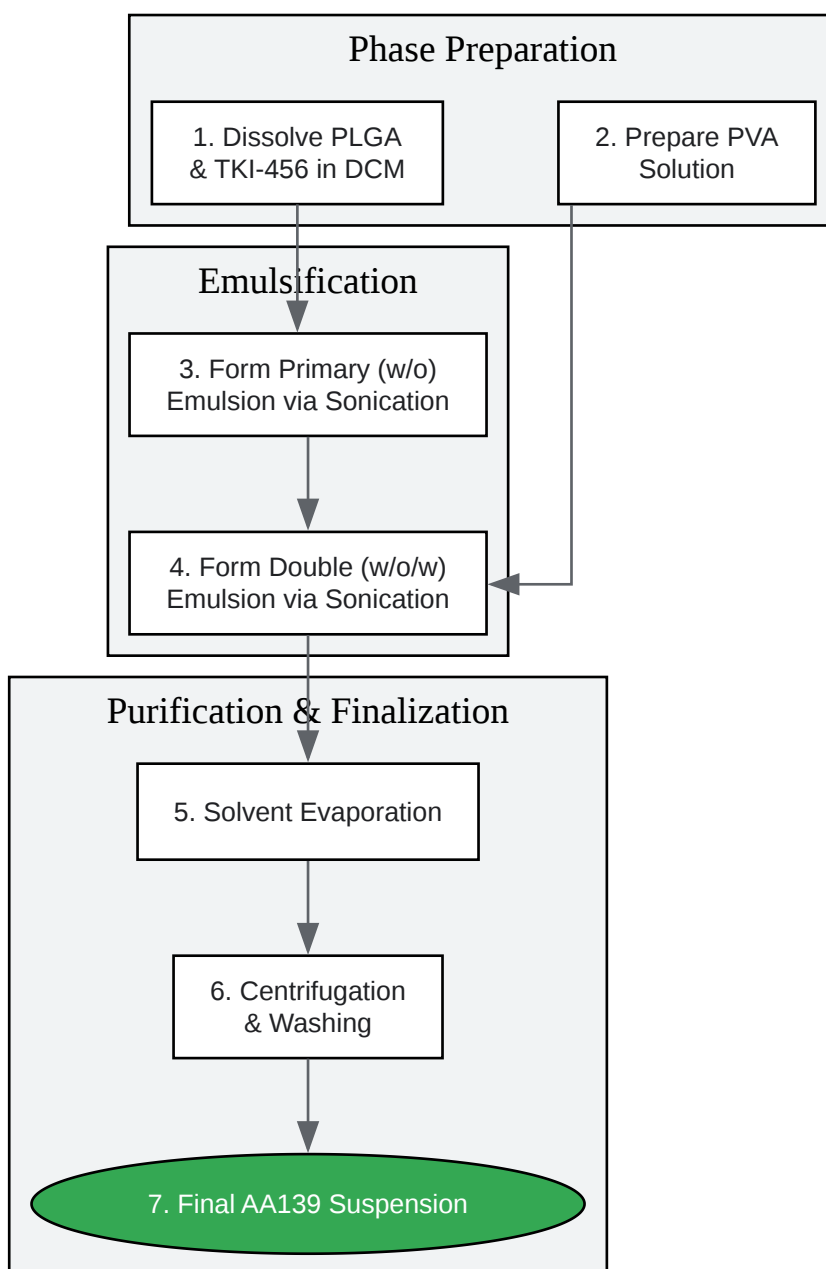 Phase Preparation
1. Dissolve PLGA
& TKI-456 in DCM
2. Prepare PVA
Solution
Emulsification
3. Form Primary (w/o)
Emulsion via Sonication
4. Form Double (w/o/w)
Emulsion via Sonication
Purification & Finalization
5. Solvent Evaporation
6. Centrifugation
& Washing
7. Final AA139 Suspension